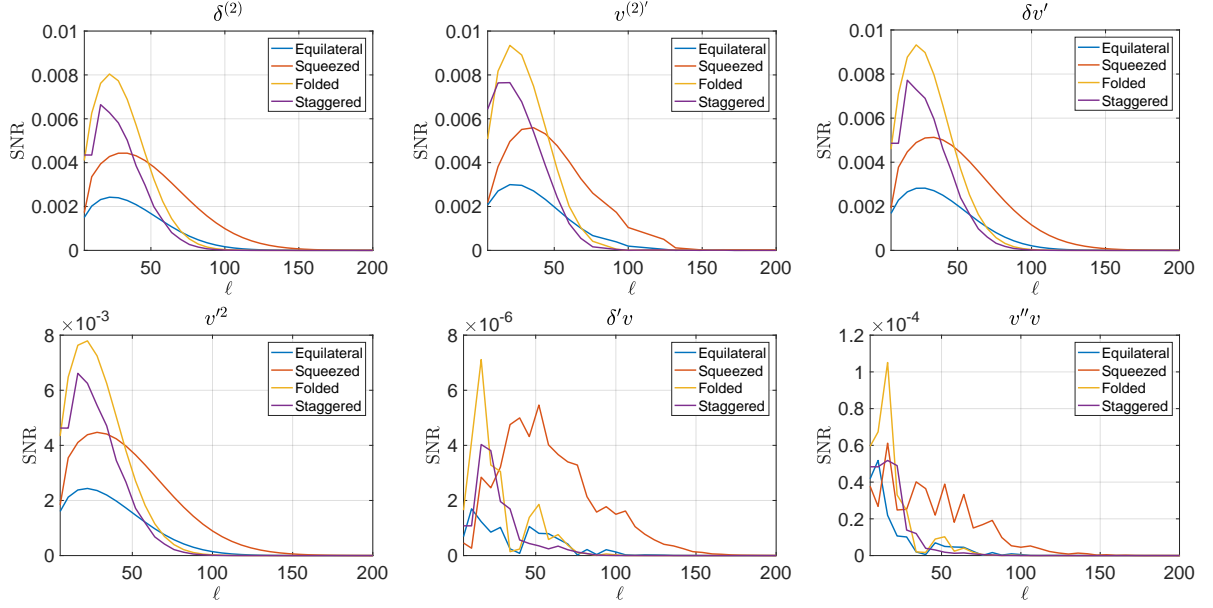 δ⁽²⁾
0.01
0.008
0.006
0.004
0.002
0
SNR
50
100
150
200
ℓ
Equilateral
Squeezed
Folded
Staggered
v⁽²⁾′
0.01
0.008
0.006
0.004
0.002
0
SNR
50
100
150
200
ℓ
Equilateral
Squeezed
Folded
Staggered
δv′
0.01
0.008
0.006
0.004
0.002
0
SNR
50
100
150
200
ℓ
Equilateral
Squeezed
Folded
Staggered
v′²
×10⁻³
8
6
4
2
0
SNR
50
100
150
200
ℓ
Equilateral
Squeezed
Folded
Staggered
δ′v
×10⁻⁶
8
6
4
2
0
SNR
50
100
150
200
ℓ
Equilateral
Squeezed
Folded
Staggered
v″v
×10⁻⁴
1.2
1
0.8
0.6
0.4
0.2
0
SNR
50
100
150
200
ℓ
Equilateral
Squeezed
Folded
Staggered